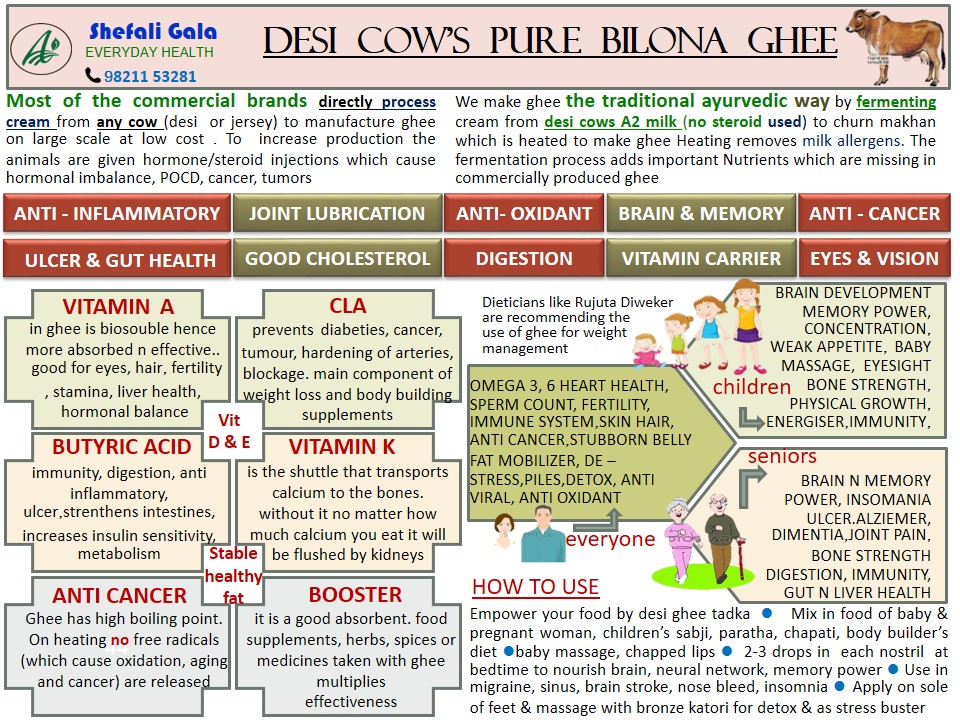 Shefali Gala
EVERYDAY HEALTH
98211 53281
DESI COW'S PURE BILONA GHEE
Most of the commercial brands directly process
cream from any cow (desi or jersey) to manufacture ghee
on large scale at low cost . To increase production the
animals are given hormone/steroid injections which cause
hormonal imbalance, POCD, cancer, tumors
We make ghee the traditional ayurvedic way by fermenting
cream from desi cows A2 milk (no steroid used) to churn makhan
which is heated to make ghee Heating removes milk allergens. The
fermentation process adds important Nutrients which are missing in
commercially produced ghee
ANTI - INFLAMMATORY
JOINT LUBRICATION
ANTI- OXIDANT
BRAIN & MEMORY
ANTI - CANCER
ULCER & GUT HEALTH
GOOD CHOLESTEROL
DIGESTION
VITAMIN CARRIER
EYES & VISION
VITAMIN A
in ghee is biosouble hence
more absorbed n effective..
good for eyes, hair, fertility
, stamina, liver health,
hormonal balance
CLA
prevents diabeties, cancer,
tumour, hardening of arteries,
blockage. main component of
weight loss and body building
supplements
Vit
D & E
BUTYRIC ACID
immunity, digestion, anti
inflammatory,
ulcer,strenthens intestines,
increases insulin sensitivity,
metabolism
VITAMIN K
is the shuttle that transports
calcium to the bones.
without it no matter how
much calcium you eat it will
be flushed by kidneys
Stable
healthy
fat
ANTI CANCER
Ghee has high boiling point.
On heating no free radicals
(which cause oxidation, aging
and cancer) are released
BOOSTER
it is a good absorbent. food
supplements, herbs, spices or
medicines taken with ghee
multiplies
effectiveness
Dieticians like Rujuta Diweker
are recommending the
use of ghee for weight
management
BRAIN DEVELOPMENT
MEMORY POWER,
CONCENTRATION,
WEAK APPETITE, BABY
MASSAGE, EYESIGHT
BONE STRENGTH,
PHYSICAL GROWTH,
ENERGISER,IMMUNITY,
children
OMEGA 3, 6 HEART HEALTH,
SPERM COUNT, FERTILITY,
IMMUNE SYSTEM,SKIN HAIR,
ANTI CANCER,STUBBORN BELLY
FAT MOBILIZER, DE –
STRESS,PILES,DETOX, ANTI
VIRAL, ANTI OXIDANT
everyone
seniors
BRAIN N MEMORY
POWER, INSOMANIA
ULCER.ALZIEMER,
DIMENTIA,JOINT PAIN,
BONE STRENGTH
DIGESTION, IMMUNITY,
GUT N LIVER HEALTH
HOW TO USE
Empower your food by desi ghee tadka ● Mix in food of baby &
pregnant woman, children's sabji, paratha, chapati, body builder's
diet ●baby massage, chapped lips ● 2-3 drops in each nostril at
bedtime to nourish brain, neural network, memory power ● Use in
migraine, sinus, brain stroke, nose bleed, insomnia ● Apply on sole
of feet & massage with bronze katori for detox & as stress buster